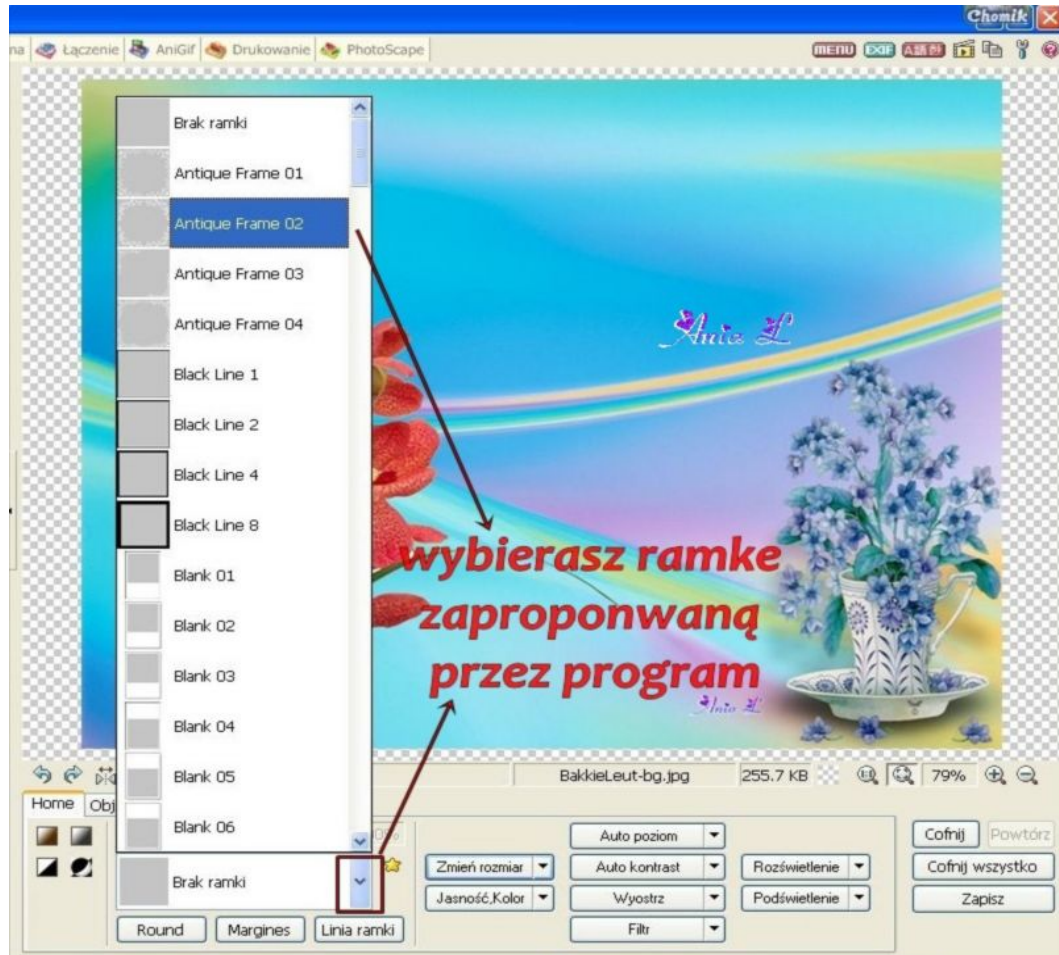 Chomik
na Łączenie AniGif Drukowanie PhotoScape MENU EXIF
Brak ramki
Antique Frame 01
Antique Frame 02
Antique Frame 03
Antique Frame 04
Black Line 1
Black Line 2
Black Line 4
Black Line 8
Blank 01
Blank 02
Blank 03
Blank 04
Blank 05
Blank 06
Ania L
wybierasz ramke
zaproponwaną
przez program
Ania L
BakkieLeut-bg.jpg 255.7 KB 79%
Home Obj
Auto poziom Cofnij Powtórz
Brak ramki Zmień rozmiar Auto kontrast Rozświetlenie Cofnij wszystko
Jasność,Kolor Wyostrz Podświetlenie Zapisz
Round Margines Linia ramki Filtr